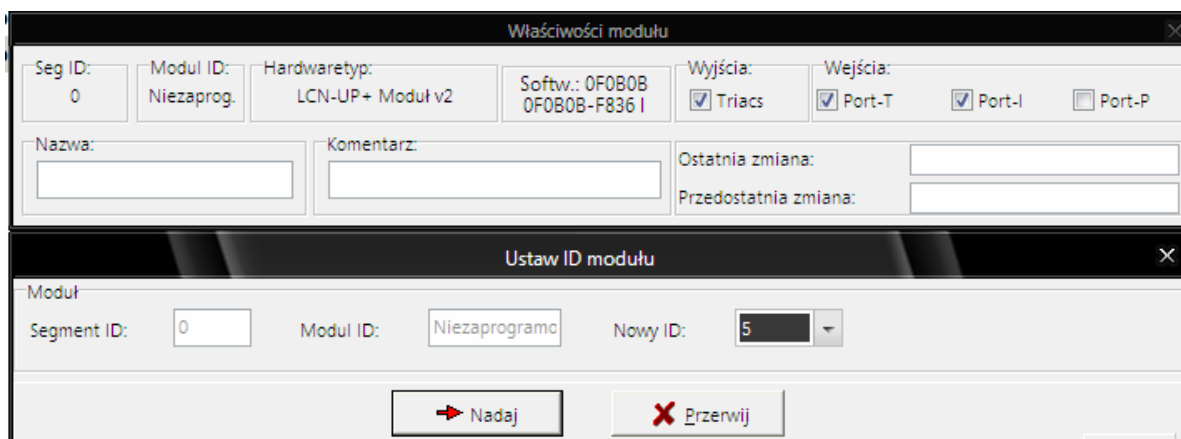 Właściwości modułu
Seg ID: Modul ID: Hardwaretyp: Wyjścia: Wejścia:
0 Niezaprog. LCN-UP+ Moduł v2 Softw.: 0F0B0B Triacs Port-T Port-I Port-P
0F0B0B-F836 I
Nazwa: Komentarz: Ostatnia zmiana:
Przedostatnia zmiana:
Ustaw ID modułu
Moduł
Segment ID: 0 Modul ID: Niezaprogramo Nowy ID: 5
Nadaj Przerwij